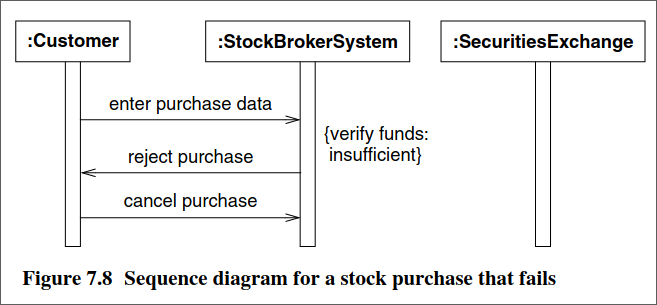 :Customer
:StockBrokerSystem
:SecuritiesExchange
enter purchase data
{verify funds:
insufficient}
reject purchase
cancel purchase
Figure 7.8 Sequence diagram for a stock purchase that fails